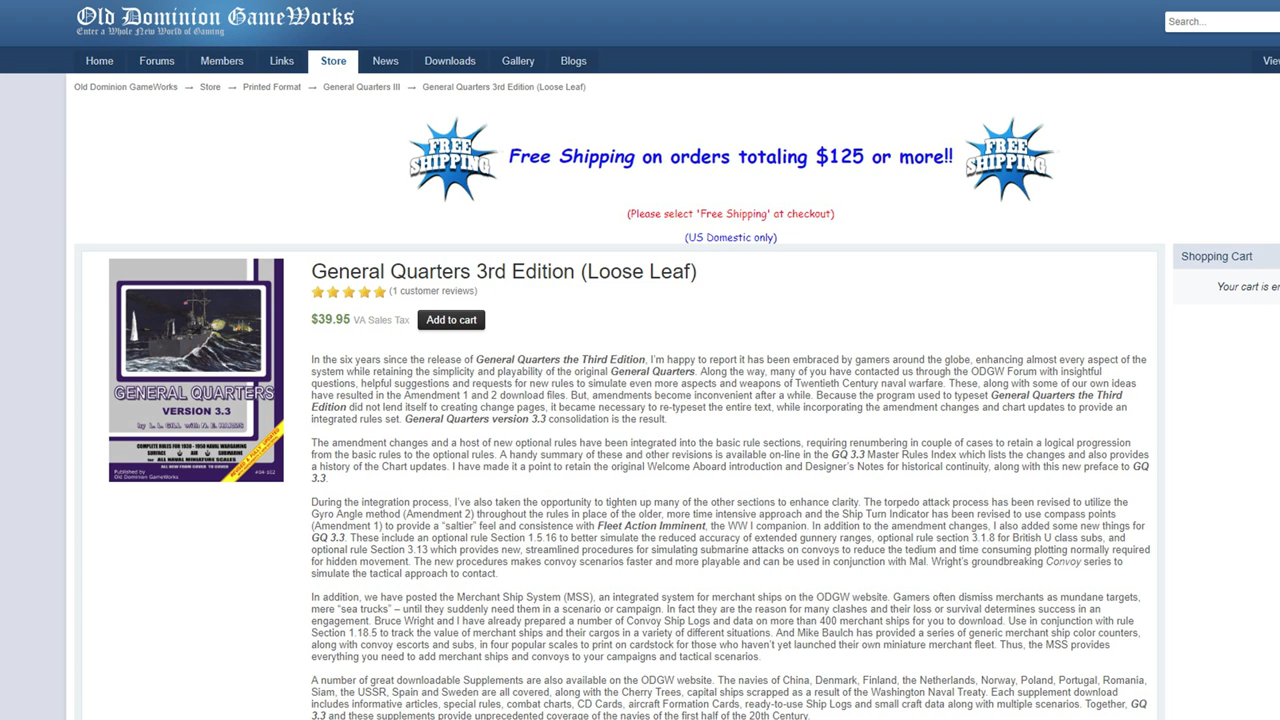 Old Dominion GameWorks
Enter a Whole New World of Gaming
Search...
Home Forums Members Links Store News Downloads Gallery Blogs
Old Dominion GameWorks → Store → Printed Format → General Quarters III → General Quarters 3rd Edition (Loose Leaf)
FREE SHIPPING Free Shipping on orders totaling $125 or more!! FREE SHIPPING
(Please select 'Free Shipping' at checkout)
(US Domestic only)
Shopping Cart
Your cart is
General Quarters 3rd Edition (Loose Leaf)
(1 customer reviews)
$39.95 VA Sales Tax Add to cart
GENERAL QUARTERS
VERSION 3.3
by L. L. GILL with
COMPLETE RULES FOR 1930 - 1950 NAVAL WARGAMING
SURFACE AIR SUBMARINE
ALL NAVAL MINIATURE SCALES
ALL NEW FROM COVER TO COVER
Published by
Old Dominion GameWorks
In the six years since the release of General Quarters the Third Edition, I'm happy to report it has been embraced by gamers around the globe, enhancing almost every aspect of the
system while retaining the simplicity and playability of the original General Quarters. Along the way, many of you have contacted us through the ODGW Forum with insightful
questions, helpful suggestions and requests for new rules to simulate even more aspects and weapons of Twentieth Century naval warfare. These, along with some of our own ideas
have resulted in the Amendment 1 and 2 download files. But, amendments become inconvenient after a while. Because the program used to typeset General Quarters the Third
Edition did not lend itself to creating change pages, it became necessary to re-typeset the entire text, while incorporating the amendment changes and chart updates to provide an
integrated rules set. General Quarters version 3.3 consolidation is the result.
The amendment changes and a host of new optional rules have been integrated into the basic rule sections, requiring renumbering in couple of cases to retain a logical progression
from the basic rules to the optional rules. A handy summary of these and other revisions is available on-line in the GQ 3.3 Master Rules Index which lists the changes and also provides
a history of the Chart updates. I have made it a point to retain the original Welcome Aboard introduction and Designer's Notes for historical continuity, along with this new preface to GQ
3.3.
During the integration process, I've also taken the opportunity to tighten up many of the other sections to enhance clarity. The torpedo attack process has been revised to utilize the
Gyro Angle method (Amendment 2) throughout the rules in place of the older, more time intensive approach and the Ship Turn Indicator has been revised to use compass points
(Amendment 1) to provide a "saltier" feel and consistence with Fleet Action Imminent, the WW I companion. In addition to the amendment changes, I also added some new things for
GQ 3.3. These include an optional rule Section 1.5.16 to better simulate the reduced accuracy of extended gunnery ranges, optional rule section 3.1.8 for British U class subs, and
optional rule Section 3.13 which provides new, streamlined procedures for simulating submarine attacks on convoys to reduce the tedium and time consuming plotting normally required
for hidden movement. The new procedures makes convoy scenarios faster and more playable and can be used in conjunction with Mal. Wright's groundbreaking Convoy series to
simulate the tactical approach to contact.
In addition, we have posted the Merchant Ship System (MSS), an integrated system for merchant ships on the ODGW website. Gamers often dismiss merchants as mundane targets,
mere "sea trucks" – until they suddenly need them in a scenario or campaign. In fact they are the reason for many clashes and their loss or survival determines success in an
engagement. Bruce Wright and I have already prepared a number of Convoy Ship Logs and data on more than 400 merchant ships for you to download. Use in conjunction with rule
Section 1.18.5 to track the value of merchant ships and their cargos in a variety of different situations. And Mike Baulch has provided a series of generic merchant ship color counters,
along with convoy escorts and subs, in four popular scales to print on cardstock for those who haven't yet launched their own miniature merchant fleet. Thus, the MSS provides
everything you need to add merchant ships and convoys to your campaigns and tactical scenarios.
A number of great downloadable Supplements are also available on the ODGW website. The navies of China, Denmark, Finland, the Netherlands, Norway, Poland, Portugal, Romania,
Siam, the USSR, Spain and Sweden are all covered, along with the Cherry Trees, capital ships scrapped as a result of the Washington Naval Treaty. Each supplement download
includes informative articles, special rules, combat charts, CD Cards, aircraft Formation Cards, ready-to-use Ship Logs and small craft data along with multiple scenarios. Together, GQ
3.3 and these supplements provide unprecedented coverage of the navies of the first half of the 20th Century.